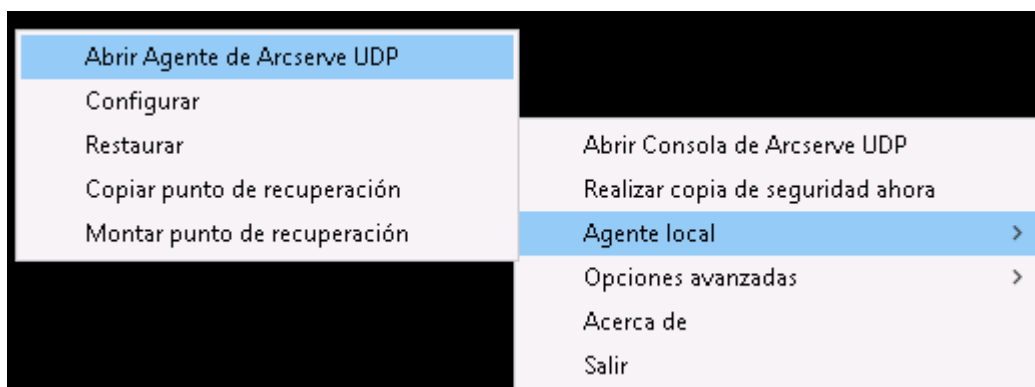 Abrir Agente de Arcserve UDP
Configurar
Restaurar
Copiar punto de recuperación
Montar punto de recuperación
Abrir Consola de Arcserve UDP
Realizar copia de seguridad ahora
Agente local
Opciones avanzadas
Acerca de
Salir